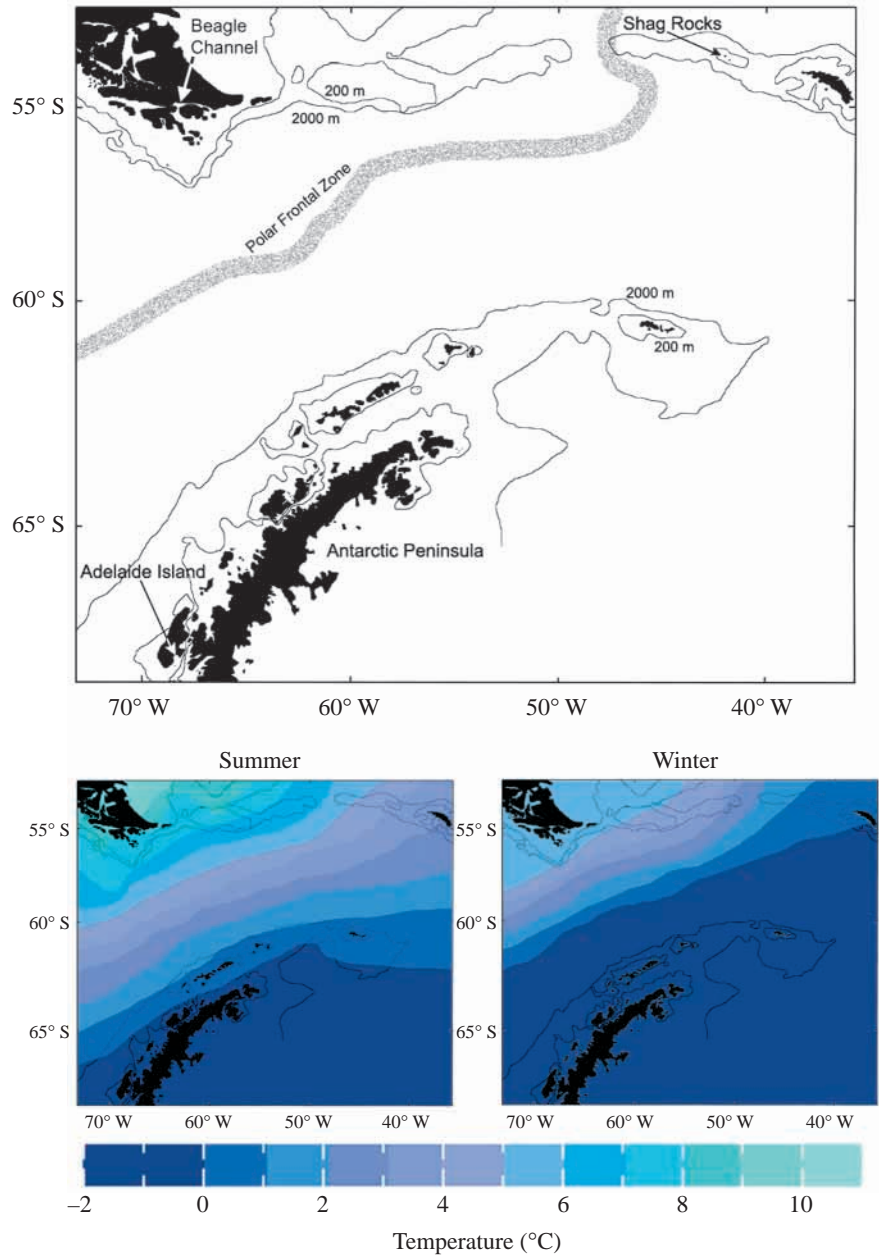 Beagle
Channel
Shag Rocks
200 m
2000 m
55° S
Polar Frontal Zone
60° S
2000 m
200 m
65° S
Antarctic Peninsula
Adelaide Island
70° W 60° W 50° W 40° W
Summer Winter
55° S 55° S
60° S 60° S
65° S 65° S
70° W 60° W 50° W 40° W 70° W 60° W 50° W 40° W
–2 0 2 4 6 8 10
Temperature (°C)